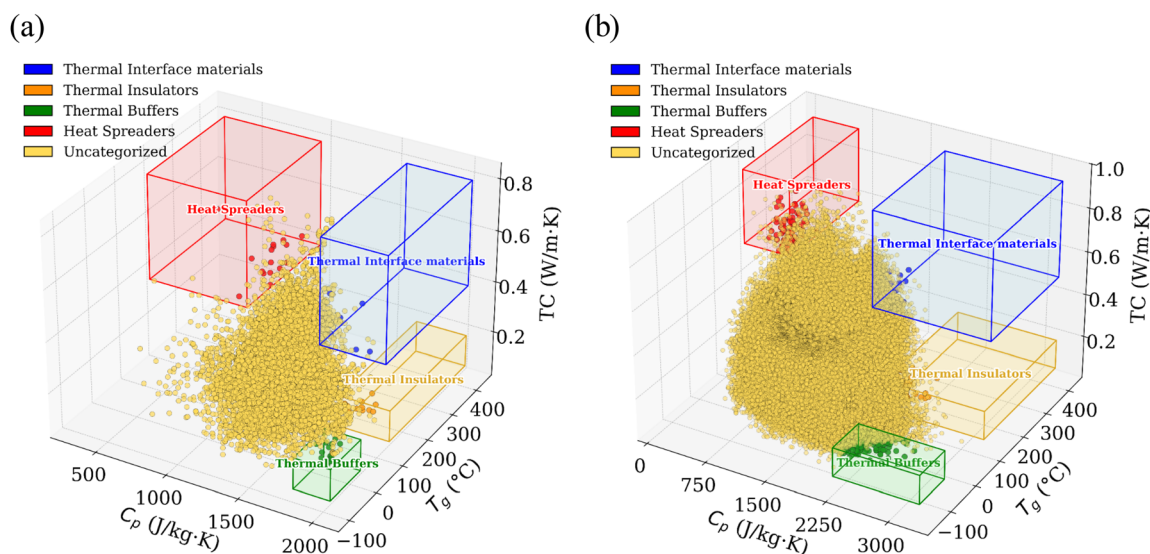 (a)
Thermal Interface materials
Thermal Insulators
Thermal Buffers
Heat Spreaders
Uncategorized
Heat Spreaders
Thermal Interface materials
Thermal Insulators
Thermal Buffers
0.8
0.6
0.4
0.2
TC (W/m·K)
500
1000
1500
2000
Cp (J/kg·K)
−100
0
100
200
300
400
Tg (°C)
(b)
Thermal Interface materials
Thermal Insulators
Thermal Buffers
Heat Spreaders
Uncategorized
Heat Spreaders
Thermal Interface materials
Thermal Insulators
Thermal Buffers
1.0
0.8
0.6
0.4
0.2
TC (W/m·K)
0
750
1500
2250
3000
Cp (J/kg·K)
−100
0
100
200
300
400
Tg (°C)